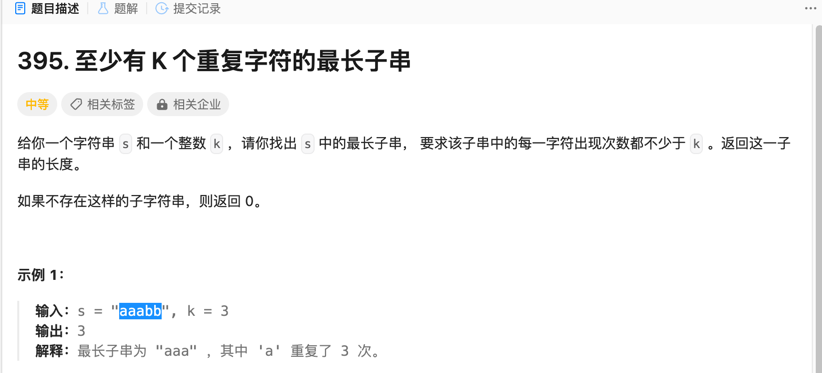 题目描述 题解 提交记录
395. 至少有 K 个重复字符的最长子串
中等 相关标签 相关企业
给你一个字符串 s 和一个整数 k ，请你找出 s 中的最长子串， 要求该子串中的每一字符出现次数都不少于 k 。返回这一子
串的长度。
如果不存在这样的子字符串，则返回 0。
示例 1：
输入：s = "aaabb", k = 3
输出：3
解释：最长子串为 "aaa" ，其中 'a' 重复了 3 次。